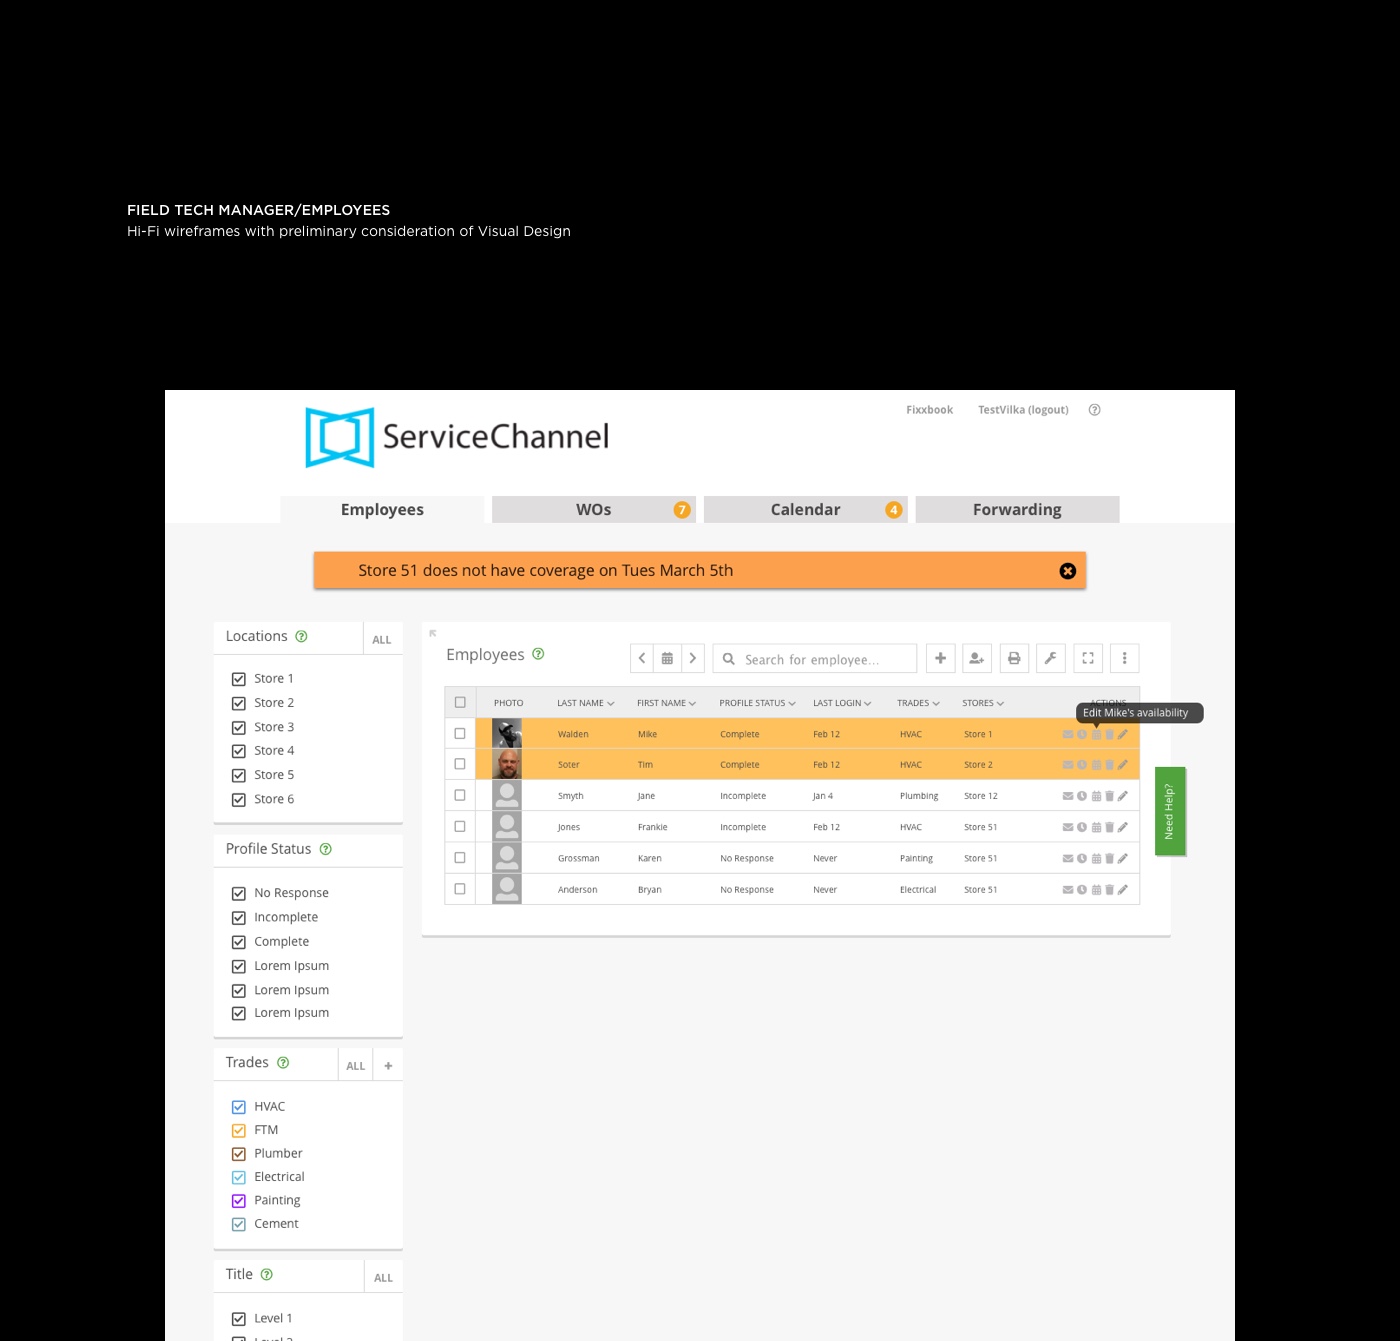 FIELD TECH MANAGER/EMPLOYEES
Hi-Fi wireframes with preliminary consideration of Visual Design
Fixxbook TestVilka (logout)
ServiceChannel
Employees WOs 7 Calendar 4 Forwarding
Store 51 does not have coverage on Tues March 5th
Locations ALL
Store 1
Store 2
Store 3
Store 4
Store 5
Store 6
Profile Status
No Response
Incomplete
Complete
Lorem Ipsum
Lorem Ipsum
Lorem Ipsum
Trades ALL +
HVAC
FTM
Plumber
Electrical
Painting
Cement
Title ALL
Level 1
Employees Search for employee...
PHOTO LAST NAME FIRST NAME PROFILE STATUS LAST LOGIN TRADES STORES ACTIONS
Edit Mike's availability
Walden Mike Complete Feb 12 HVAC Store 1
Soter Tim Complete Feb 12 HVAC Store 2
Smyth Jane Incomplete Jan 4 Plumbing Store 12
Jones Frankie Incomplete Feb 12 HVAC Store 51
Grossman Karen No Response Never Painting Store 51
Anderson Bryan No Response Never Electrical Store 51
Need Help?